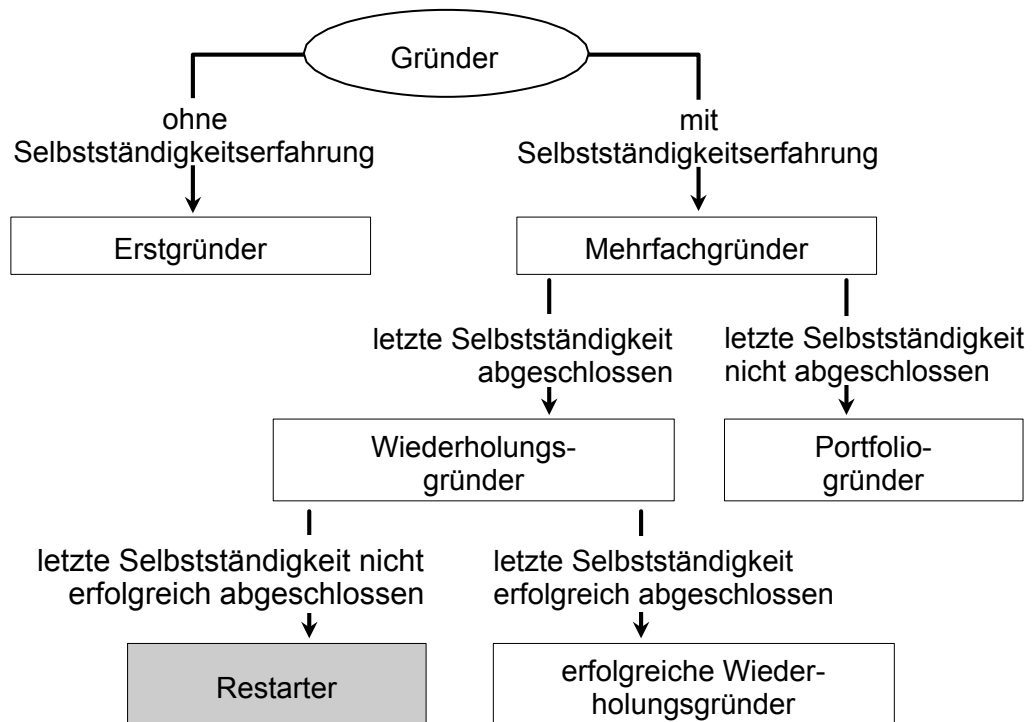 Gründer
ohne
Selbstständigkeitserfahrung
mit
Selbstständigkeitserfahrung
Erstgründer
Mehrfachgründer
letzte Selbstständigkeit
abgeschlossen
letzte Selbstständigkeit
nicht abgeschlossen
Wiederholungs-
gründer
Portfolio-
gründer
letzte Selbstständigkeit nicht
erfolgreich abgeschlossen
letzte Selbstständigkeit
erfolgreich abgeschlossen
Restarter
erfolgreiche Wieder-
holungsgründer